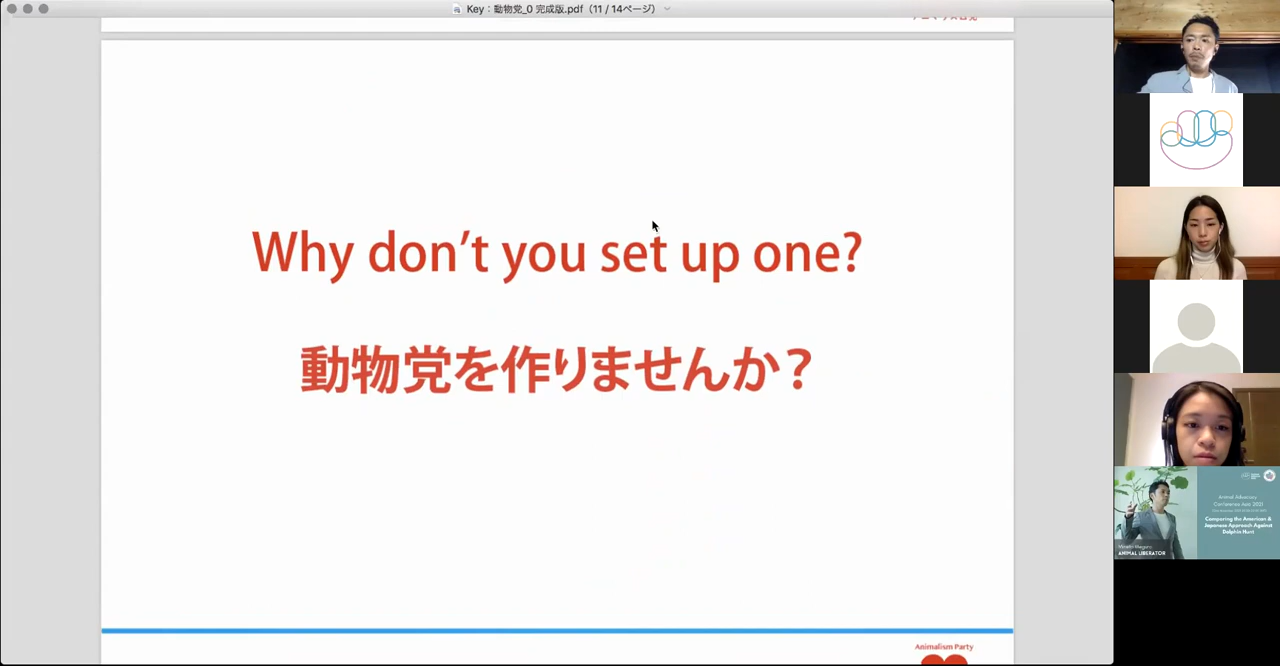 Key：動物党_0 完成版.pdf（11 / 14ページ）
Why don't you set up one?
動物党を作りませんか？
Animalism Party
Animal Advocacy
Conference Asia 2021
Comparing the American &
Japanese Approach Against
Dolphin Hunt
ANIMAL LIBERATOR